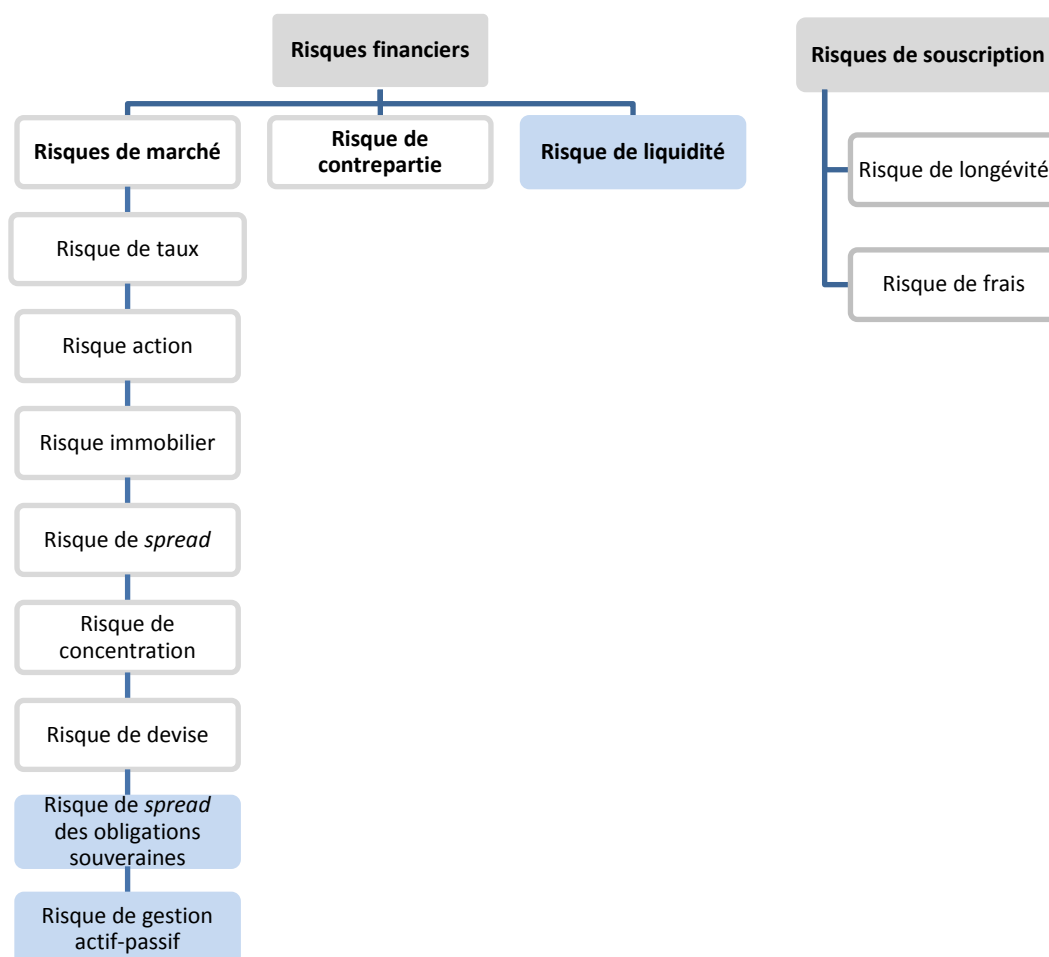 Risques financiers
Risques de marché
Risque de
contrepartie
Risque de liquidité
Risque de taux
Risque action
Risque immobilier
Risque de spread
Risque de
concentration
Risque de devise
Risque de spread
des obligations
souveraines
Risque de gestion
actif-passif
Risques de souscription
Risque de longévité
Risque de frais